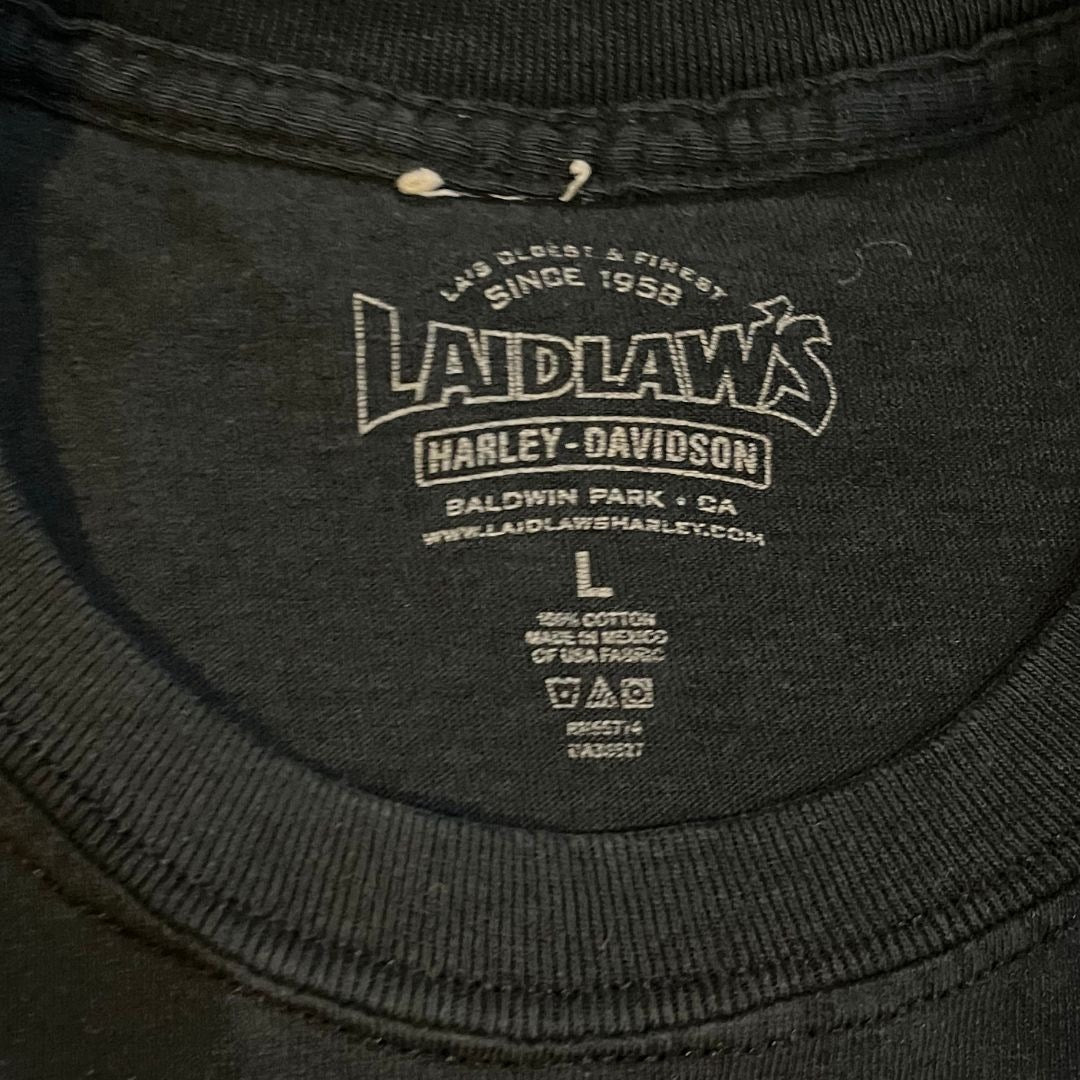 LA'S OLDEST & FINEST
SINCE 1958
LAIDLAW'S
HARLEY-DAVIDSON
BALDWIN PARK • CA
WWW.LAIDLAWSHARLEY.COM
L
100% COTTON
MADE IN MEXICO
OF USA FABRIC